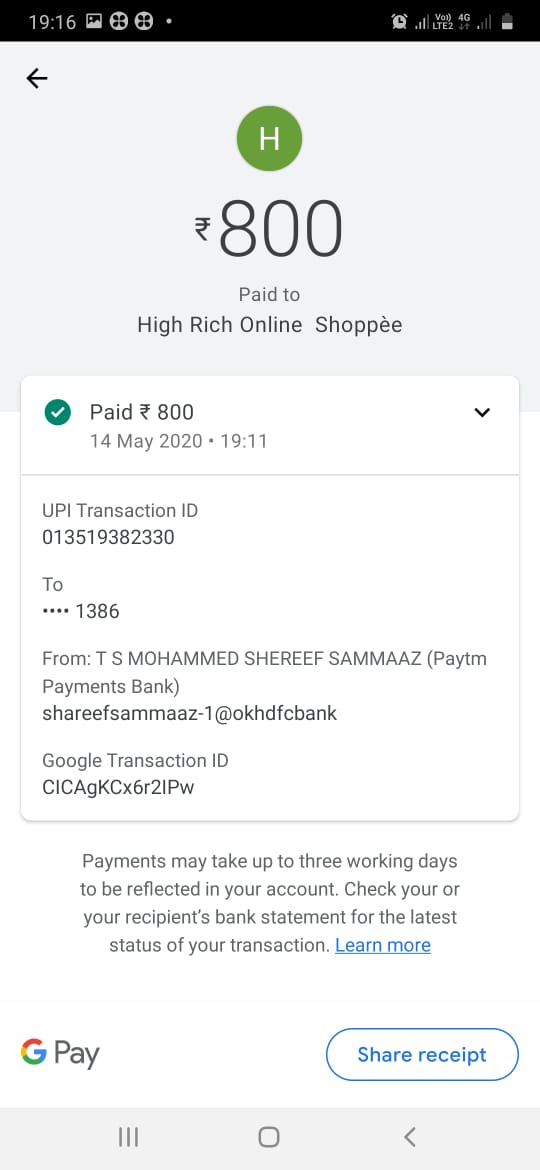 19:16
Vo)) 4G
LTE2
H
₹800
Paid to
High Rich Online Shoppèe
Paid ₹ 800
14 May 2020 • 19:11
UPI Transaction ID
013519382330
To
•••• 1386
From: T S MOHAMMED SHEREEF SAMMAAZ (Paytm
Payments Bank)
shareefsammaaz-1@okhdfcbank
Google Transaction ID
CICAgKCx6r2IPw
Payments may take up to three working days
to be reflected in your account. Check your or
your recipient's bank statement for the latest
status of your transaction. Learn more
G Pay
Share receipt